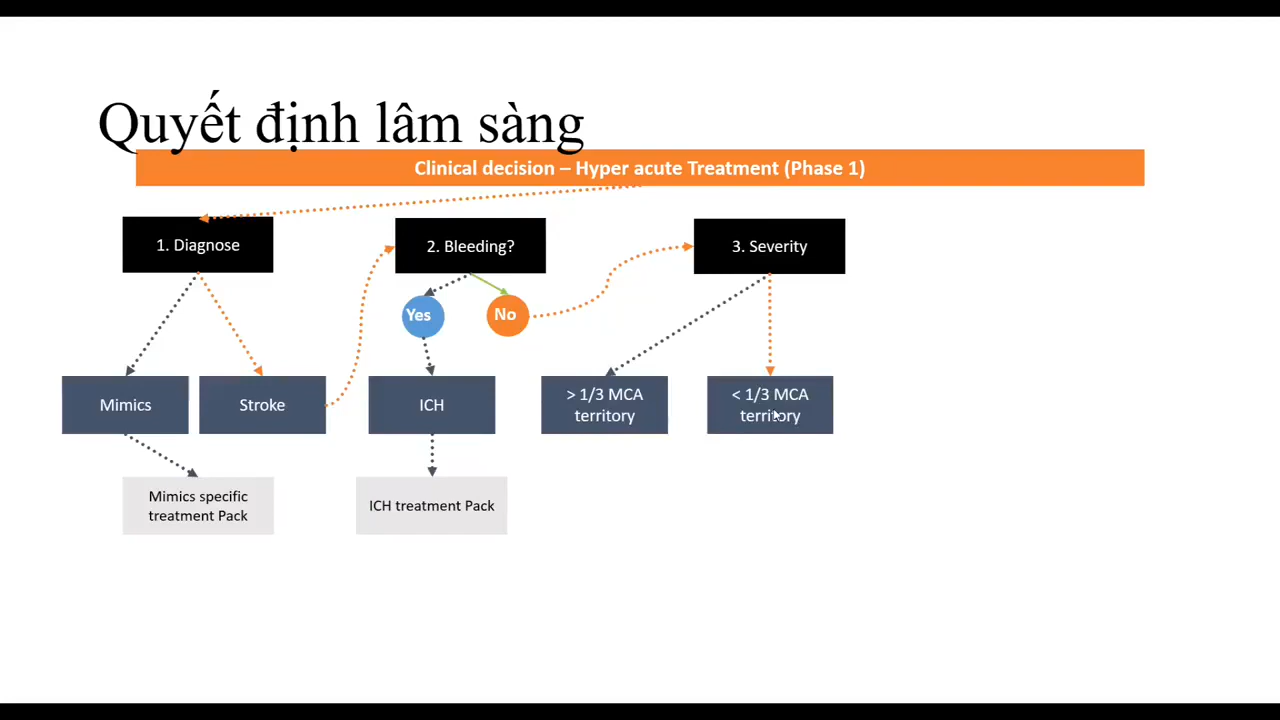 Quyết định lâm sàng
Clinical decision – Hyper acute Treatment (Phase 1)
1. Diagnose
2. Bleeding?
3. Severity
Yes
No
Mimics
Stroke
ICH
> 1/3 MCA
territory
< 1/3 MCA
territory
Mimics specific
treatment Pack
ICH treatment Pack